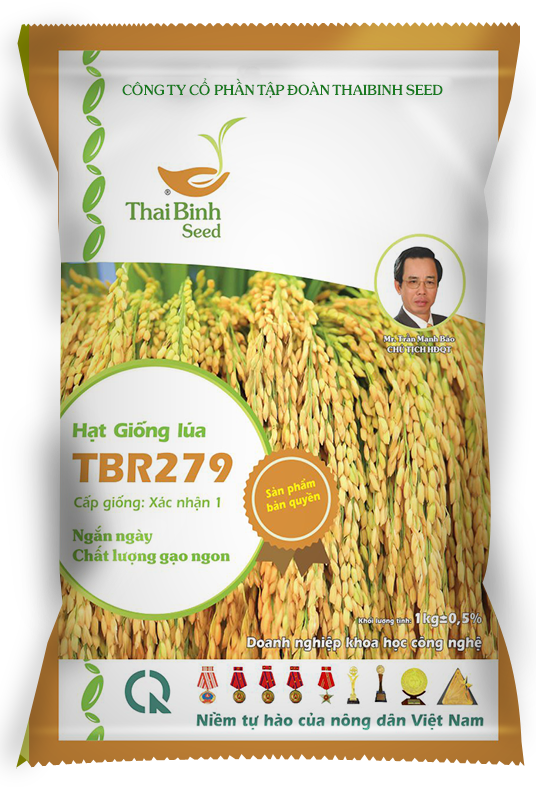 CÔNG TY CỔ PHẦN TẬP ĐOÀN THAIBINH SEED
®
Thai Binh
Seed
Mr. Trần Mạnh Báo
CHỦ TỊCH HĐQT
Hạt Giống lúa
TBR279
Cấp giống: Xác nhận 1
Ngắn ngày
Chất lượng gạo ngon
Sản phẩm
bản quyền
Khối lượng tịnh: 1kg±0,5%
Doanh nghiệp khoa học công nghệ
Niềm tự hào của nông dân Việt Nam